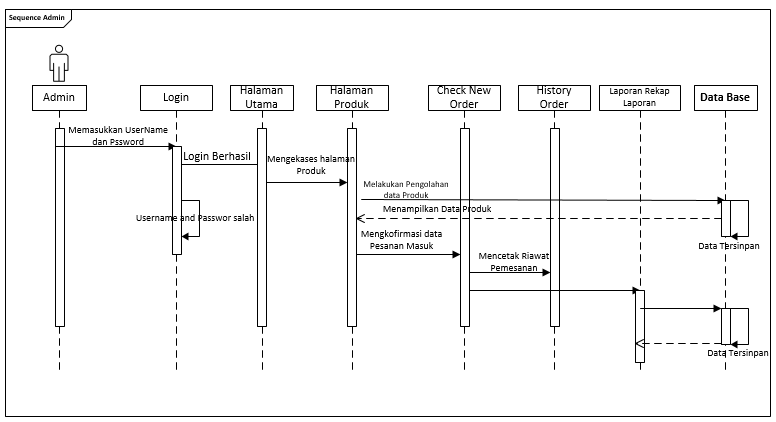 Sequence Admin
Admin
Login
Halaman
Utama
Halaman
Produk
Check New
Order
History
Order
Laporan Rekap
Laporan
Data Base
Memasukkan UserName
dan Pssword
Login Berhasil
Mengekases halaman
Produk
Melakukan Pengolahan
data Produk
Menampilkan Data Produk
Username and Passwor salah
Mengkofirmasi data
Pesanan Masuk
Data Tersinpan
Mencetak Riawat
Pemesanan
Data Tersinpan